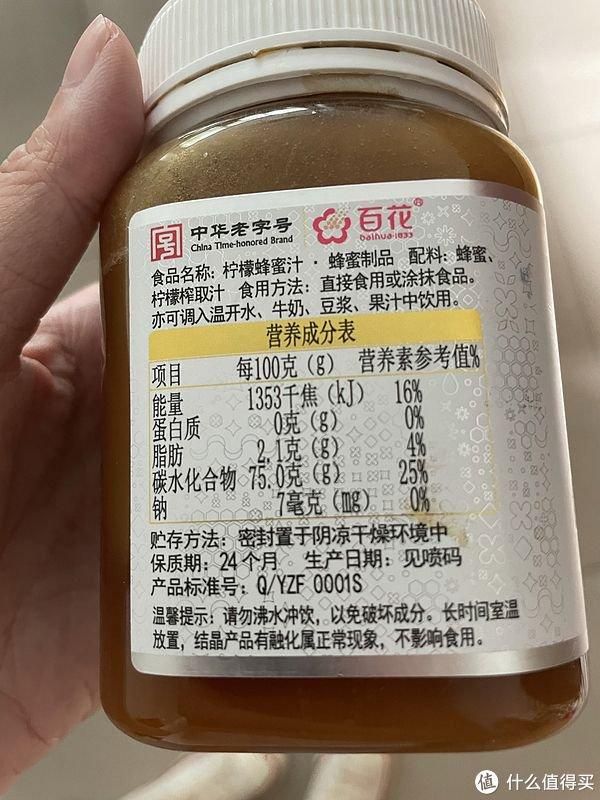 中华老字号
China Time-honored Brand
百花
baihua·1833
食品名称：柠檬蜂蜜汁·蜂蜜制品 配料：蜂蜜、
柠檬榨取汁 食用方法：直接食用或涂抹食品。
亦可调入温开水、牛奶、豆浆、果汁中饮用。
营养成分表
项目 每100克（g） 营养素参考值%
能量 1353千焦（kJ） 16%
蛋白质 0克（g） 0%
脂肪 2.1克（g） 4%
碳水化合物 75.0克（g） 25%
钠 7毫克（mg） 0%
贮存方法：密封置于阴凉干燥环境中
保质期：24个月 生产日期：见喷码
产品标准号：Q/YZF 0001S
温馨提示：请勿沸水冲饮，以免破坏成分。长时间室温
放置，结晶产品有融化属正常现象，不影响食用。
值 什么值得买